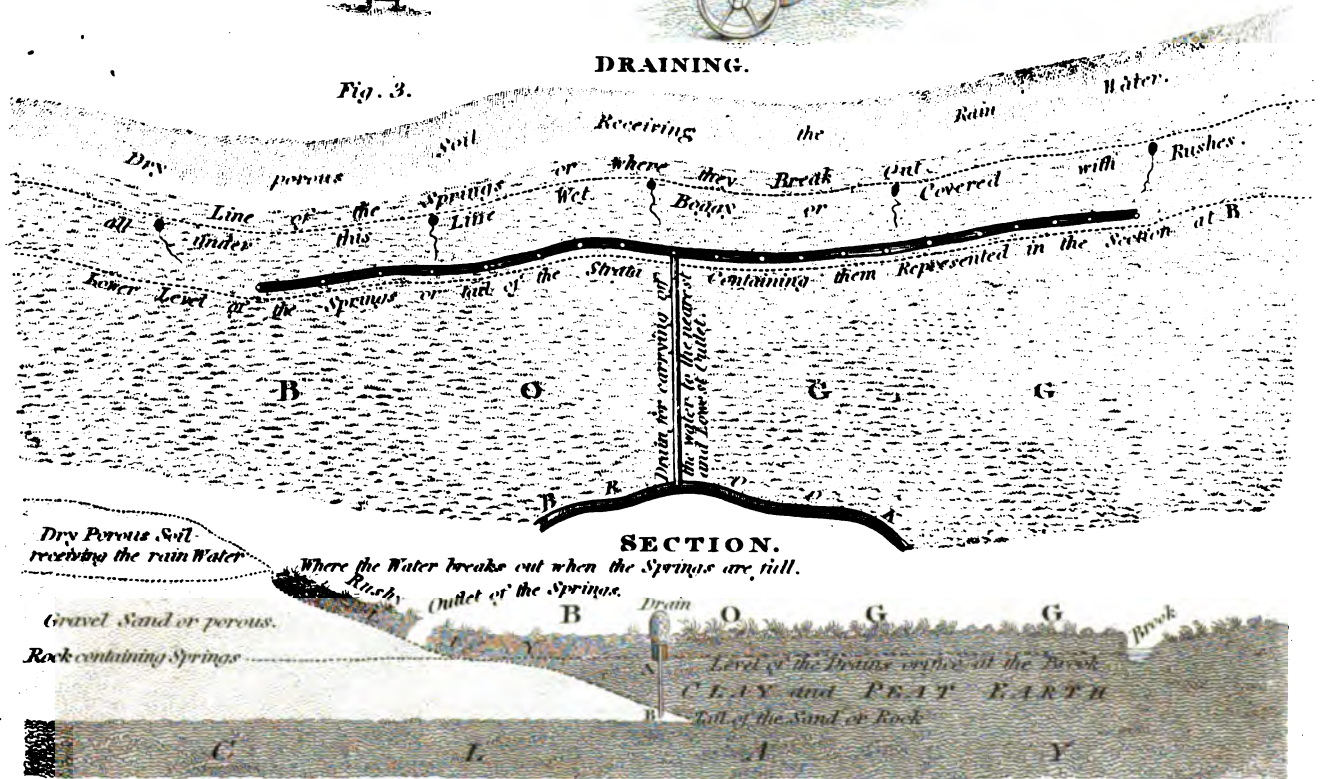 DRAINING.
Fig. 3.
Dry porous Soil Receiving the Rain Water.
Line of the Springs or where they Break out.
all under this Line Wet Boggy or Covered with Rushes.
Lower Level or the Springs or tail of the Strata Containing them Represented in the Section at B
B O G G
Drain for carrying off
the water to the nearest
and Lowest Outlet.
B R O O K
SECTION.
Dry Porous Soil
receiving the rain Water
Where the Water breaks out when the Springs are full.
Rushy
Outlet of the Springs.
B Drain O G G
Brook
Gravel Sand or porous.
Rock containing Springs
Level of the Drains orifice at the Brook
A
CLAY and PEAT EARTH
B
Tail of the Sand or Rock
C L A Y